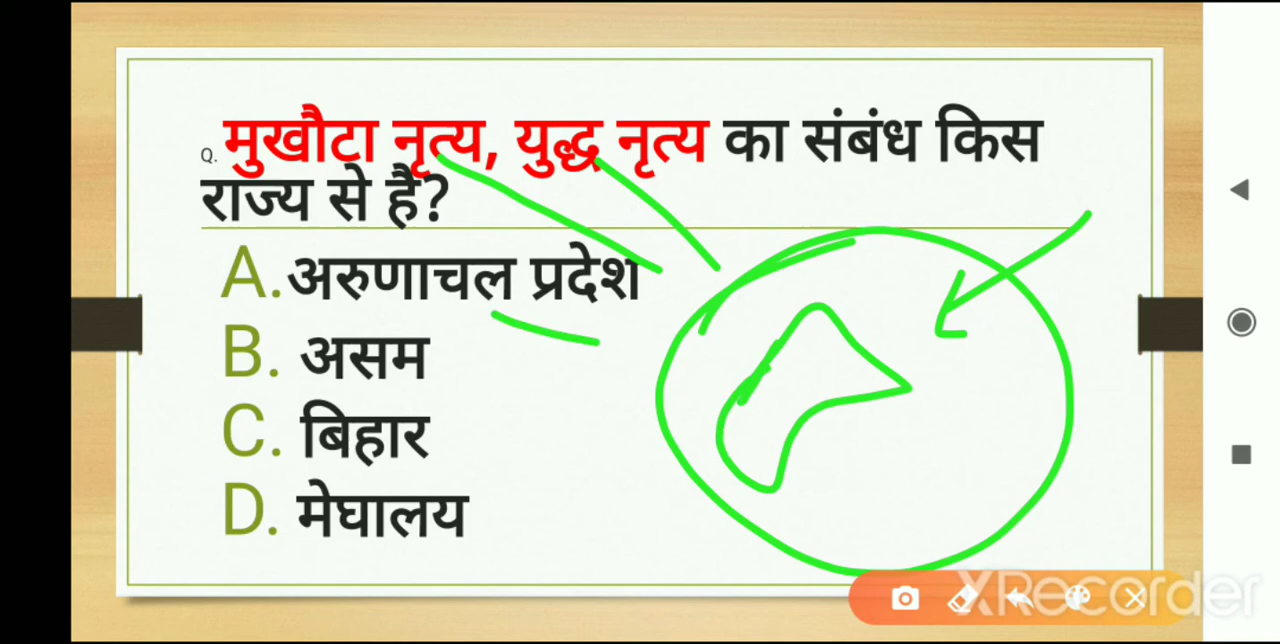 Q. मुखौटा नृत्य, युद्ध नृत्य का संबंध किस
राज्य से है?
A. अरुणाचल प्रदेश
B. असम
C. बिहार
D. मेघालय
XRecorder